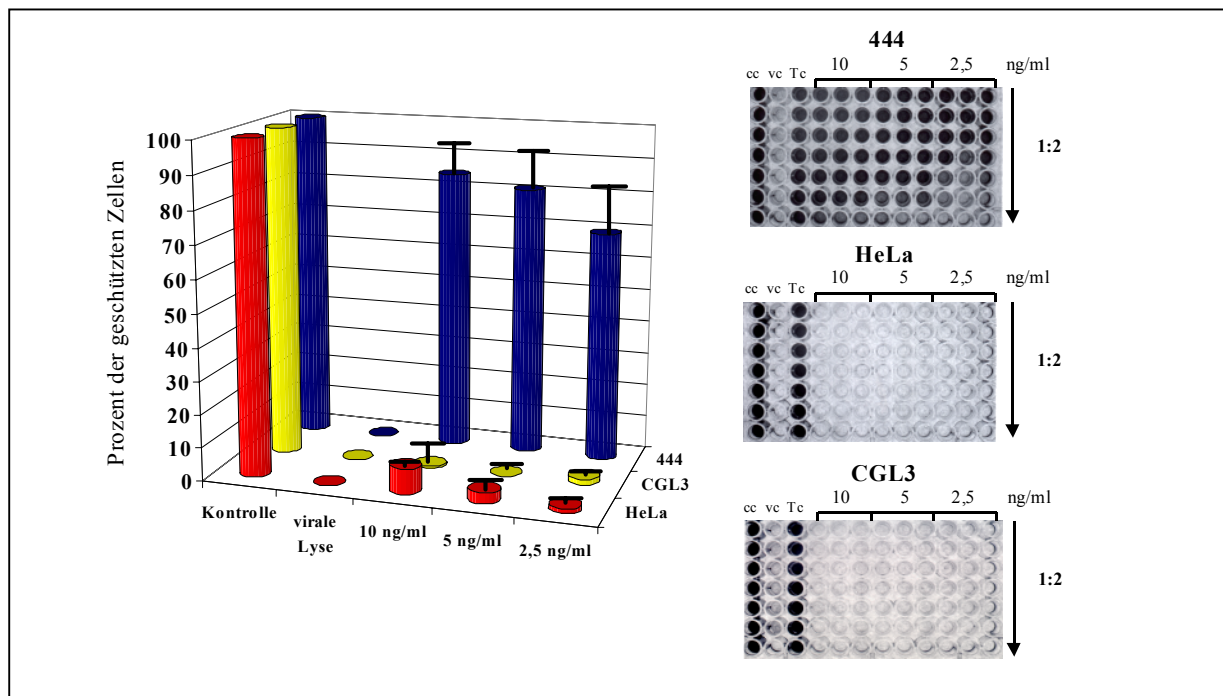 Prozent der geschützten Zellen
100
90
80
70
60
50
40
30
20
10
0
Kontrolle
virale
Lyse
10 ng/ml
5 ng/ml
2,5 ng/ml
444
CGL3
HeLa
444
cc vc Tc 10 5 2,5 ng/ml
1:2
HeLa
cc vc Tc 10 5 2,5 ng/ml
1:2
CGL3
cc vc Tc 10 5 2,5 ng/ml
1:2